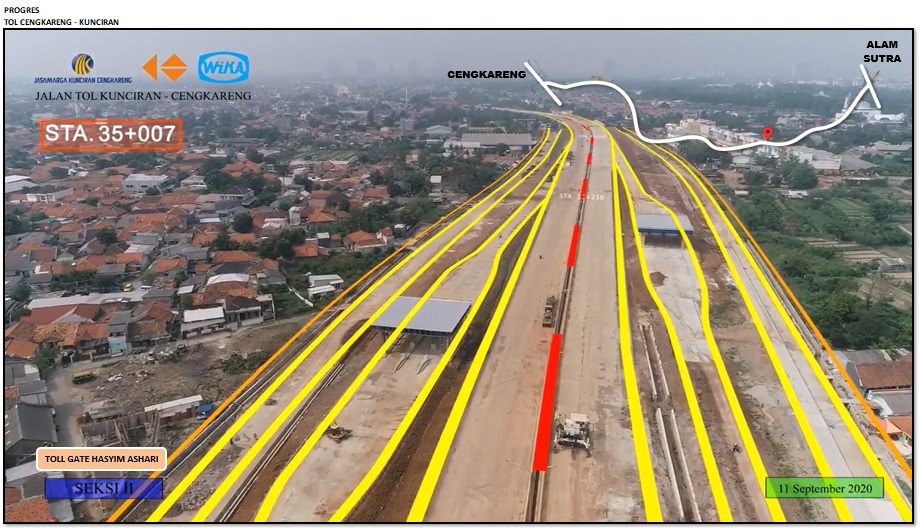 PROGRES
TOL CENGKARENG - KUNCIRAN
JASAMARGA KUNCIRAN CENGKARENG
WIKA
JALAN TOL KUNCIRAN - CENGKARENG
STA. 35+007
CENGKARENG
ALAM
SUTRA
TOLL GATE HASYIM ASHARI
SEKSI II
11 September 2020